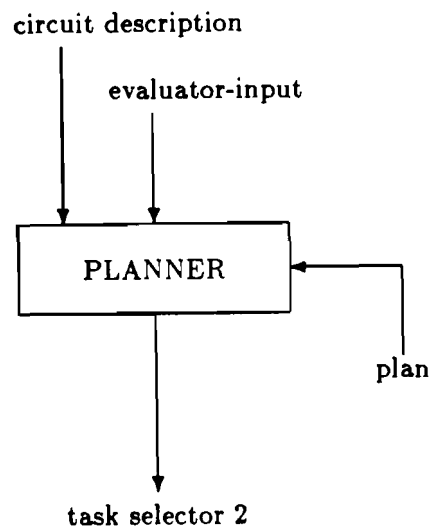 circuit description
evaluator-input
PLANNER
plan
task selector 2